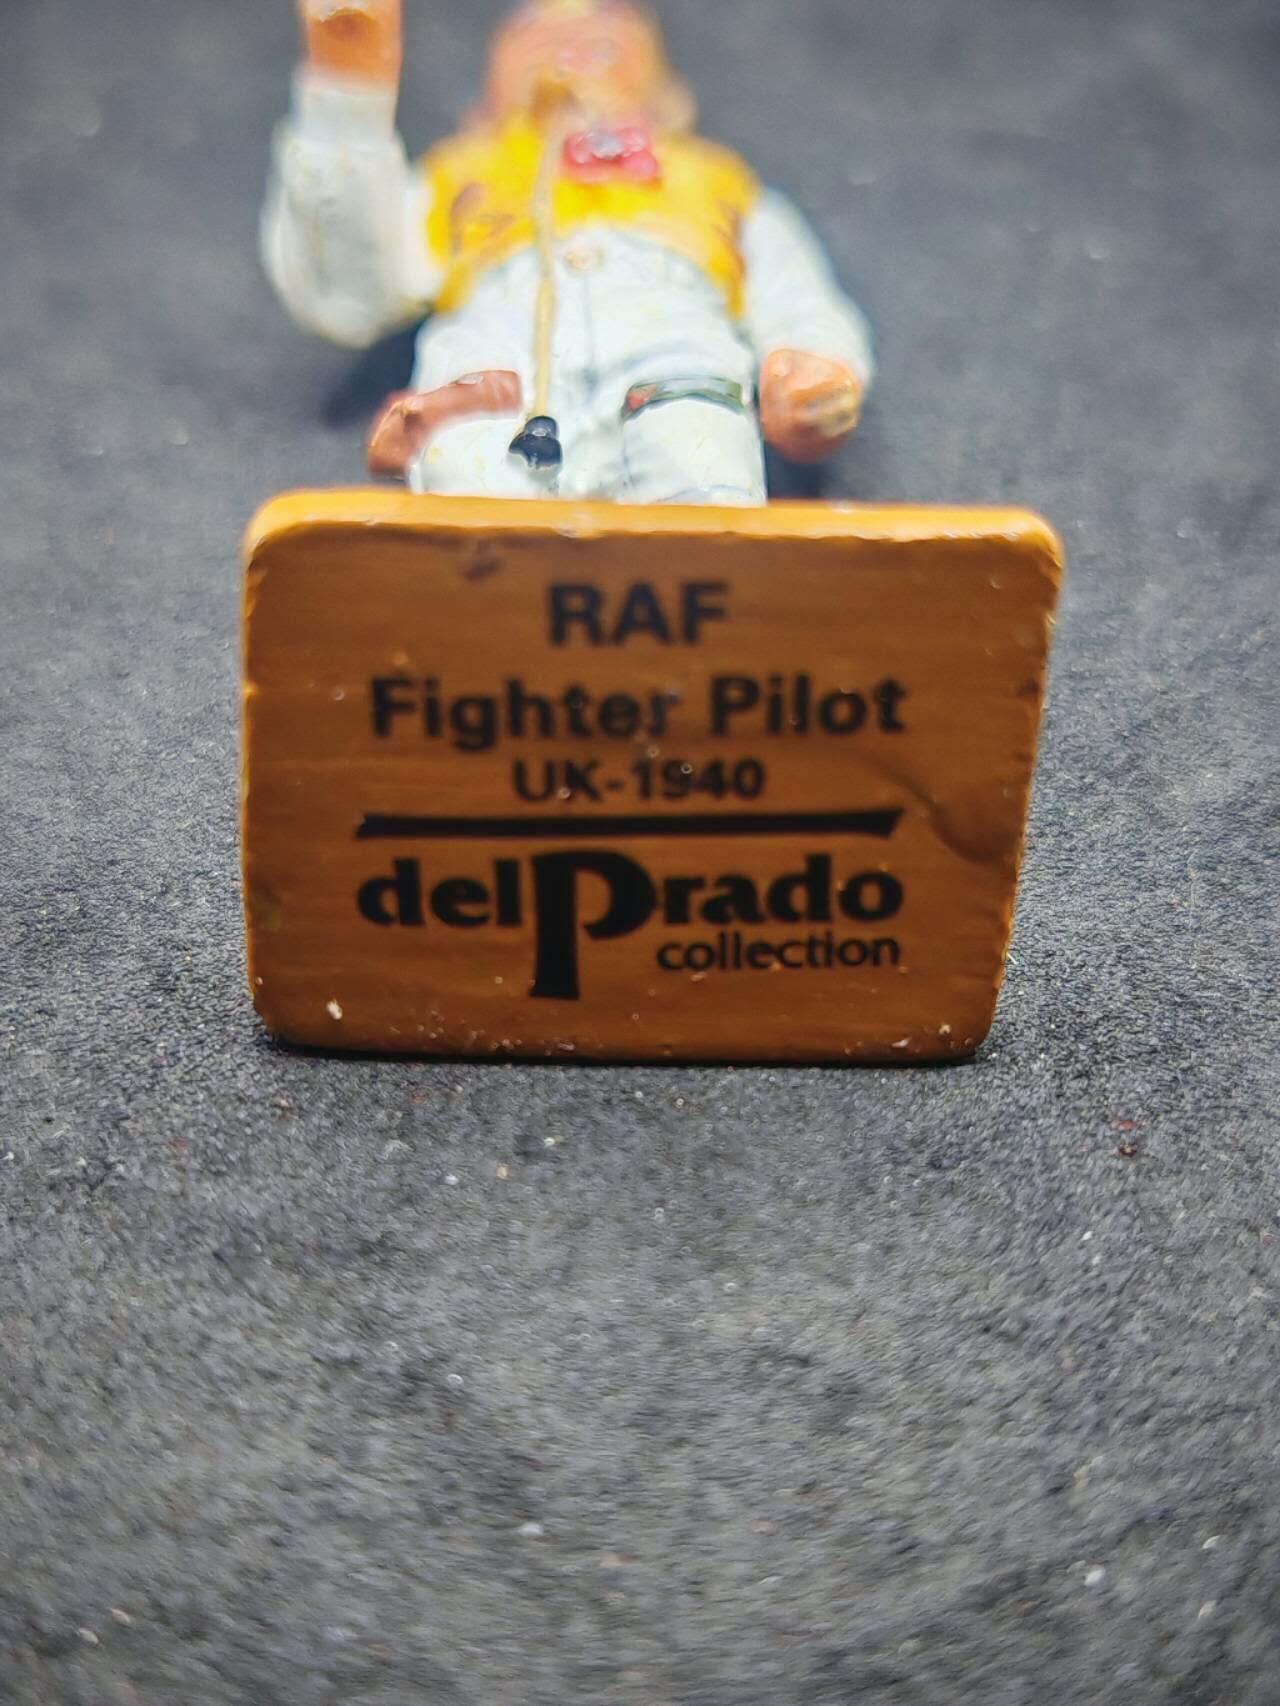 RAF
Fighter Pilot
UK-1940
delPrado
collection